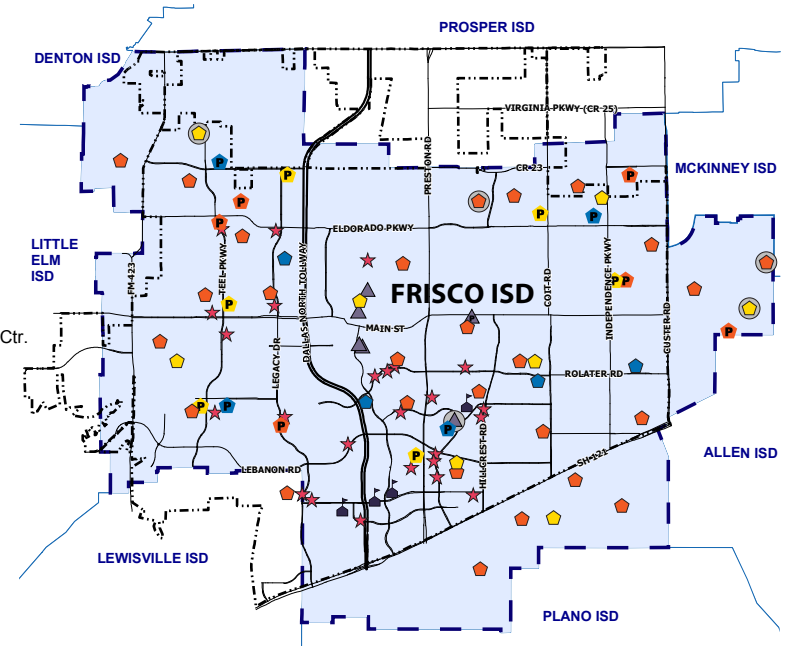 PROSPER ISD
DENTON ISD
VIRGINIA PKWY (CR 25)
PRESTON RD
CR 23
MCKINNEY ISD
P
P
P
P
P
P
P
ELDORADO PKWY
LITTLE
ELM
ISD
FM 423
TEEL PKWY
DALLAS NORTH TOLLWAY
COIT RD
INDEPENDENCE PKWY
P
P
FRISCO ISD
P
P
Ctr.
MAIN ST
CUSTER RD
P
LEGACY DR
ROLATER RD
P
P
P
P
P
HILLCREST RD
LEBANON RD
SH 121
ALLEN ISD
LEWISVILLE ISD
PLANO ISD